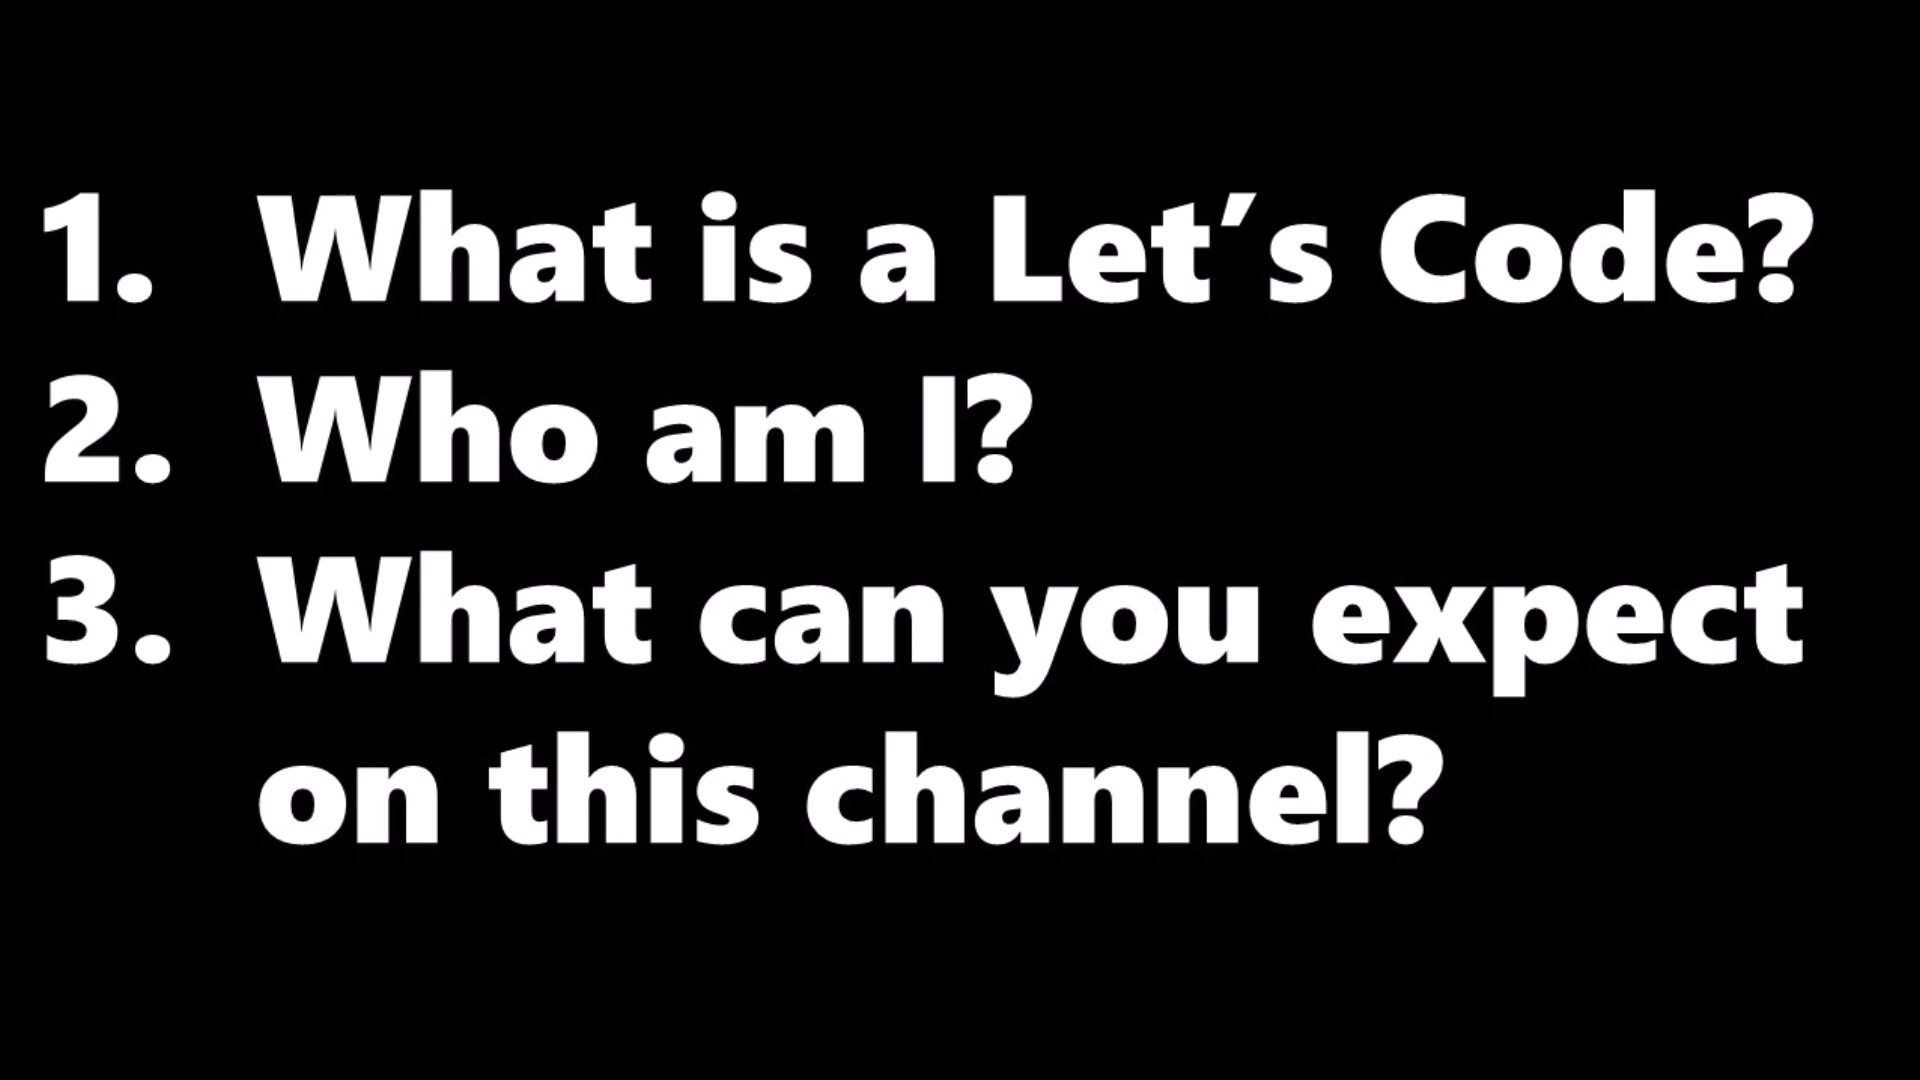 1. What is a Let’s Code?
2. Who am I?
3. What can you expect
on this channel?